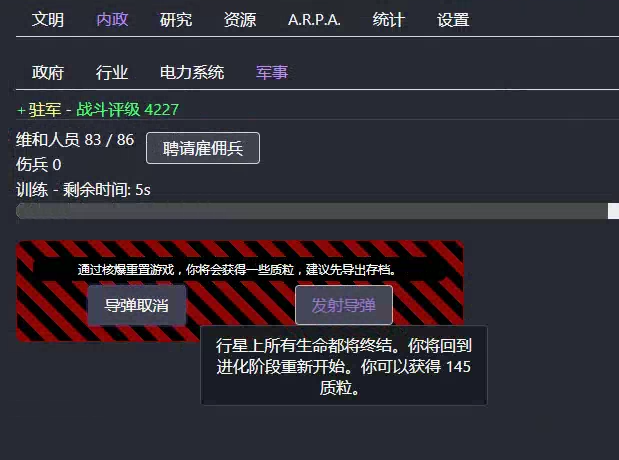 文明 内政 研究 资源 A.R.P.A. 统计 设置
政府 行业 电力系统 军事
+驻军 - 战斗评级 4227
维和人员 83 / 86 聘请雇佣兵
伤兵 0
训练 - 剩余时间: 5s
通过核爆重置游戏，你将会获得一些质粒，建议先导出存档。
导弹取消 发射导弹
行星上所有生命都将终结。你将回到
进化阶段重新开始。你可以获得 145
质粒。